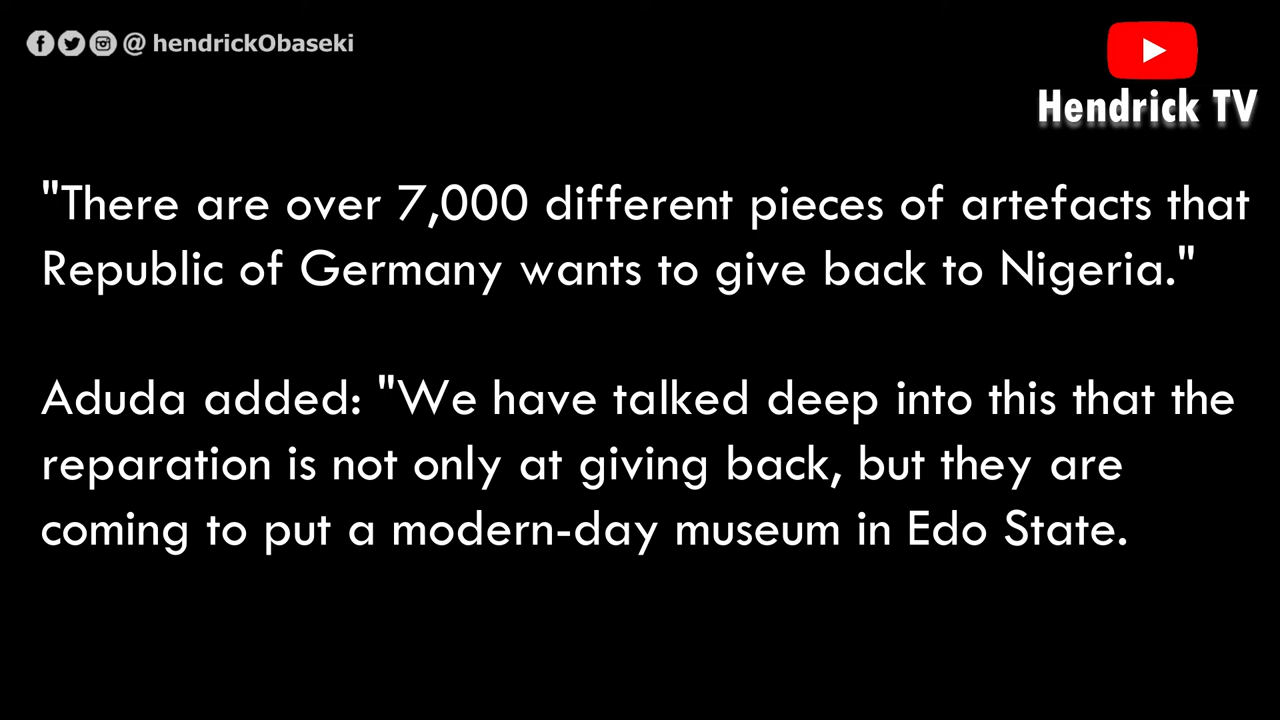 @ hendrickObaseki
Hendrick TV
"There are over 7,000 different pieces of artefacts that
Republic of Germany wants to give back to Nigeria."
Aduda added: "We have talked deep into this that the
reparation is not only at giving back, but they are
coming to put a modern-day museum in Edo State.